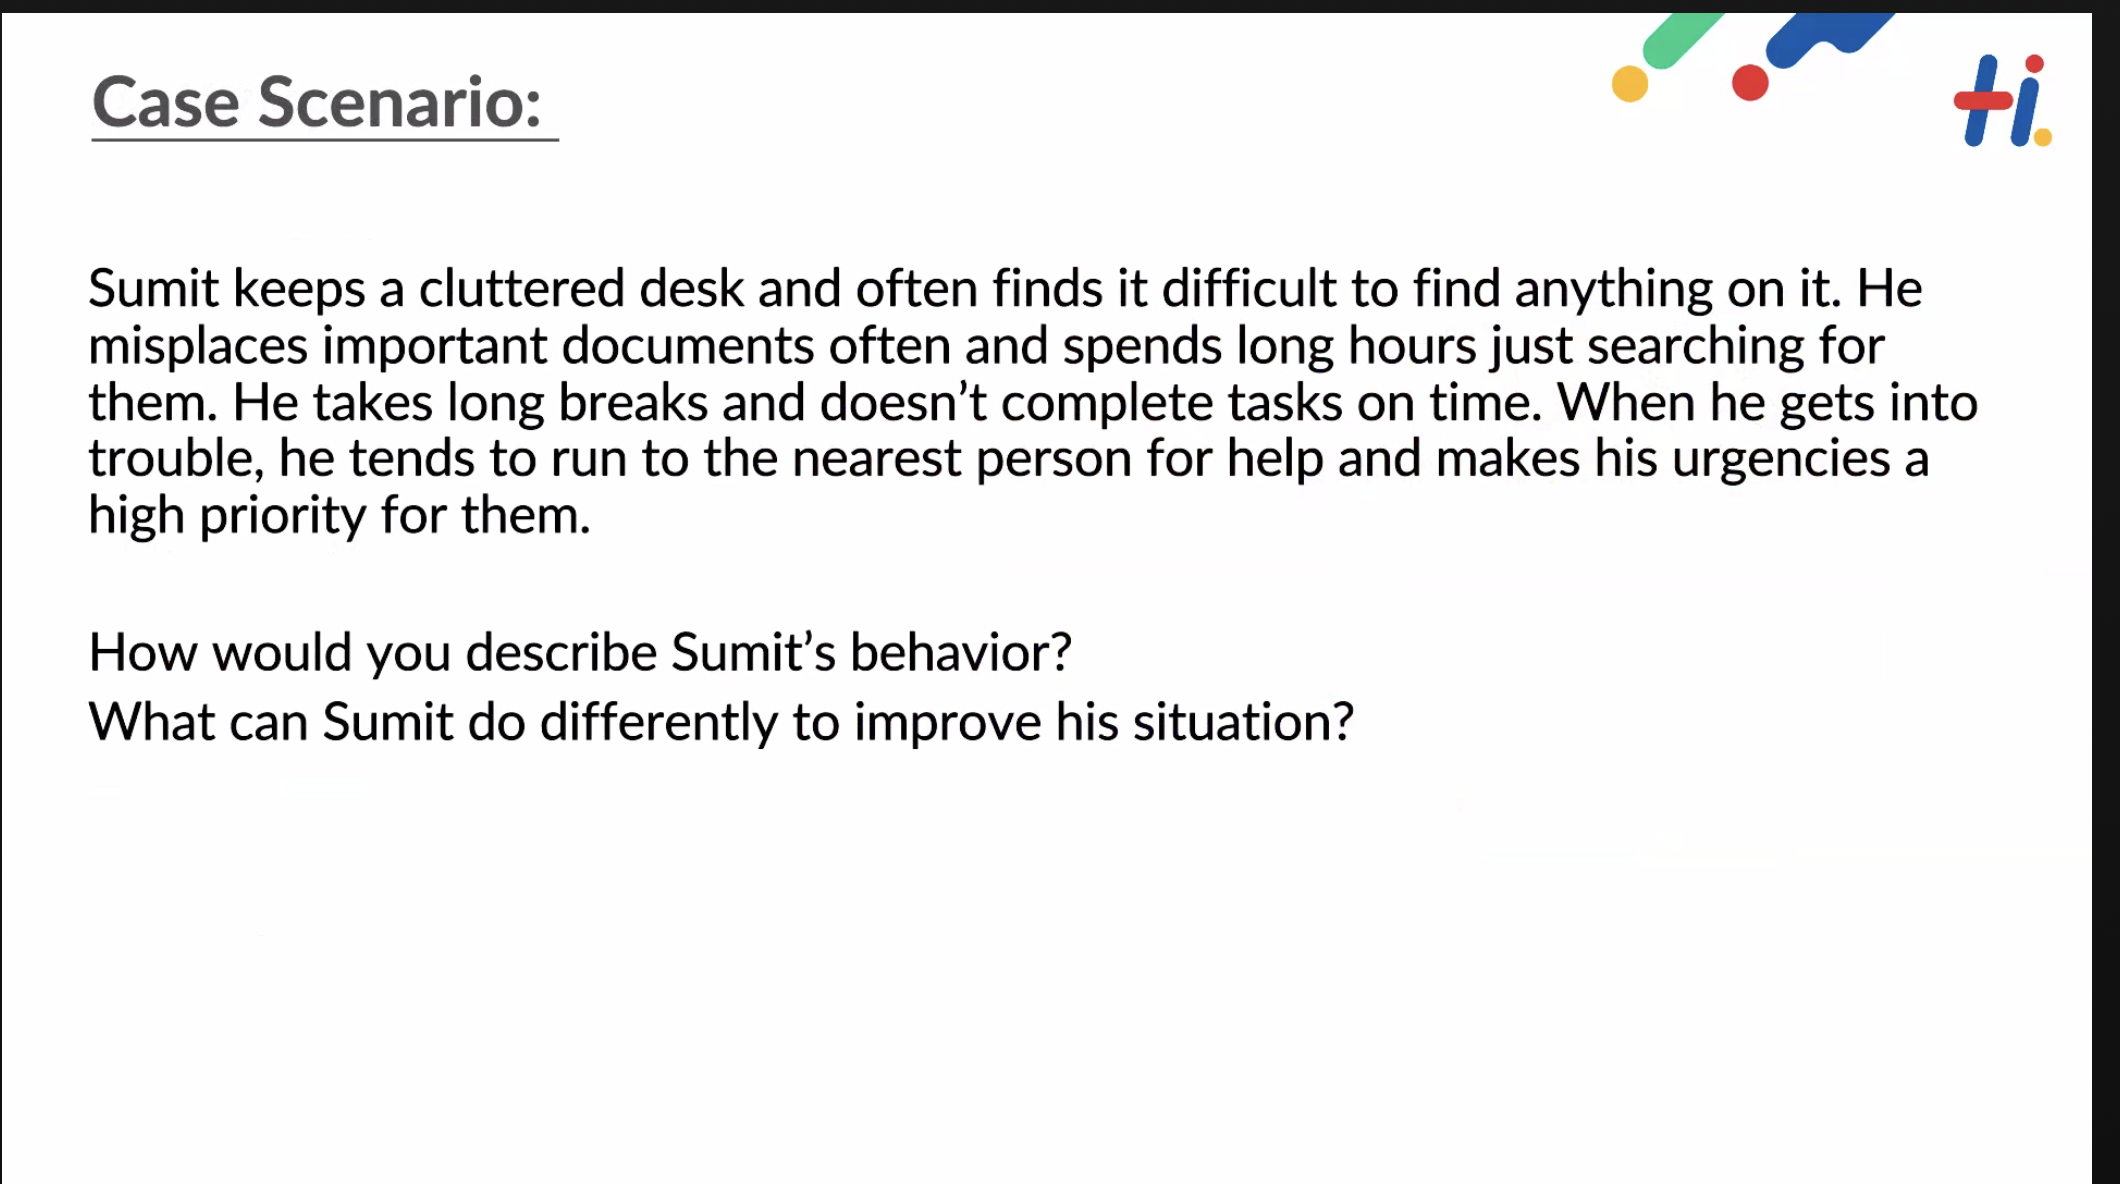 Case Scenario:
Hi.
Sumit keeps a cluttered desk and often finds it difficult to find anything on it. He
misplaces important documents often and spends long hours just searching for
them. He takes long breaks and doesn’t complete tasks on time. When he gets into
trouble, he tends to run to the nearest person for help and makes his urgencies a
high priority for them.
How would you describe Sumit’s behavior?
What can Sumit do differently to improve his situation?